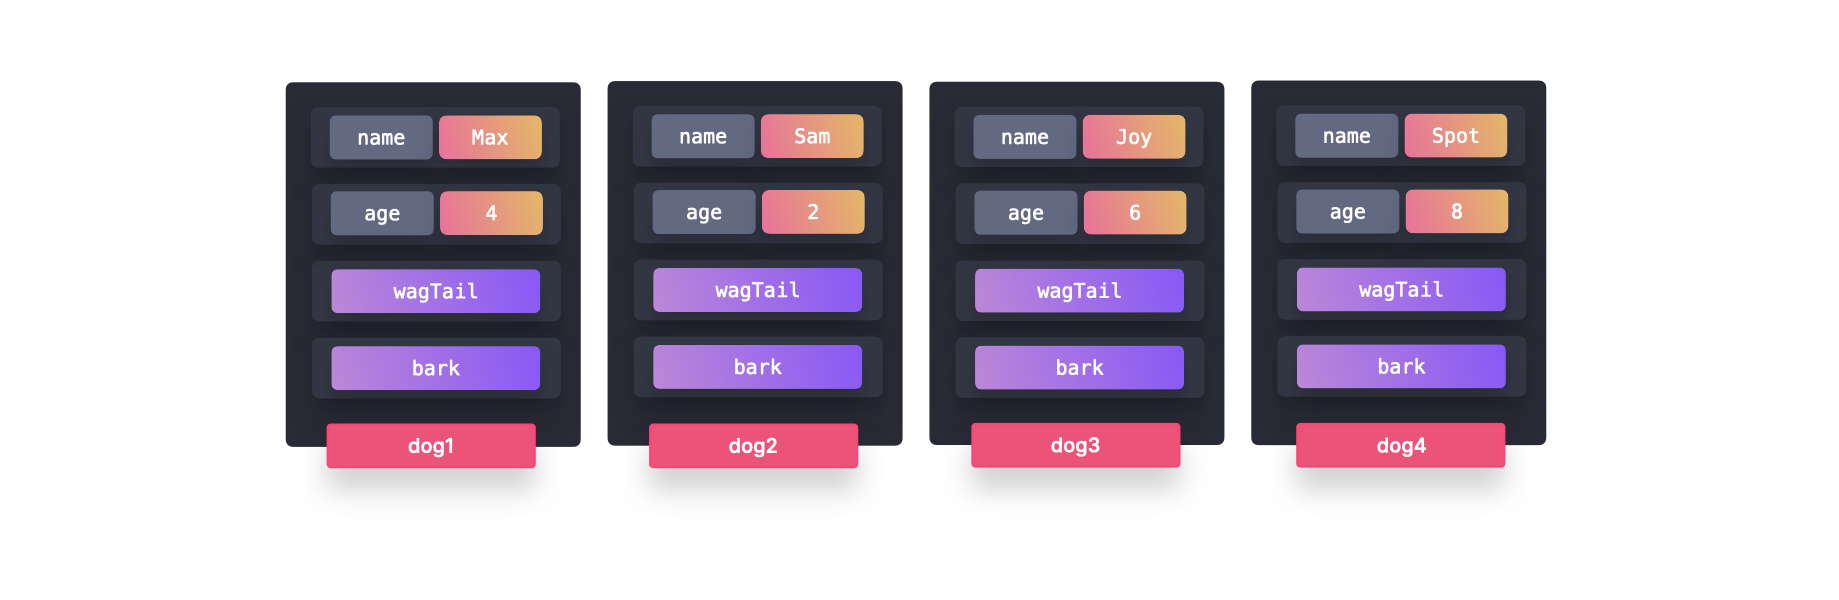 name Max
age 4
wagTail
bark
dog1
name Sam
age 2
wagTail
bark
dog2
name Joy
age 6
wagTail
bark
dog3
name Spot
age 8
wagTail
bark
dog4